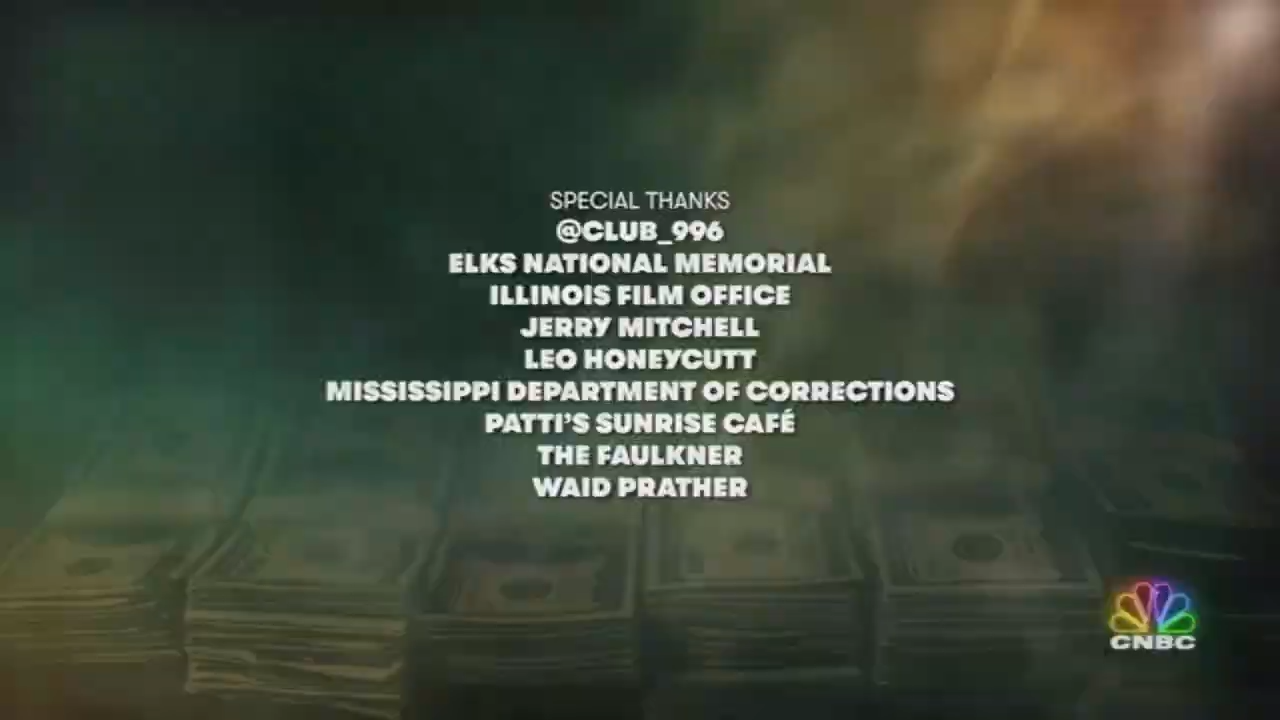 SPECIAL THANKS
@CLUB_996
ELKS NATIONAL MEMORIAL
ILLINOIS FILM OFFICE
JERRY MITCHELL
LEO HONEYCUTT
MISSISSIPPI DEPARTMENT OF CORRECTIONS
PATTI'S SUNRISE CAFÉ
THE FAULKNER
WAID PRATHER
CNBC